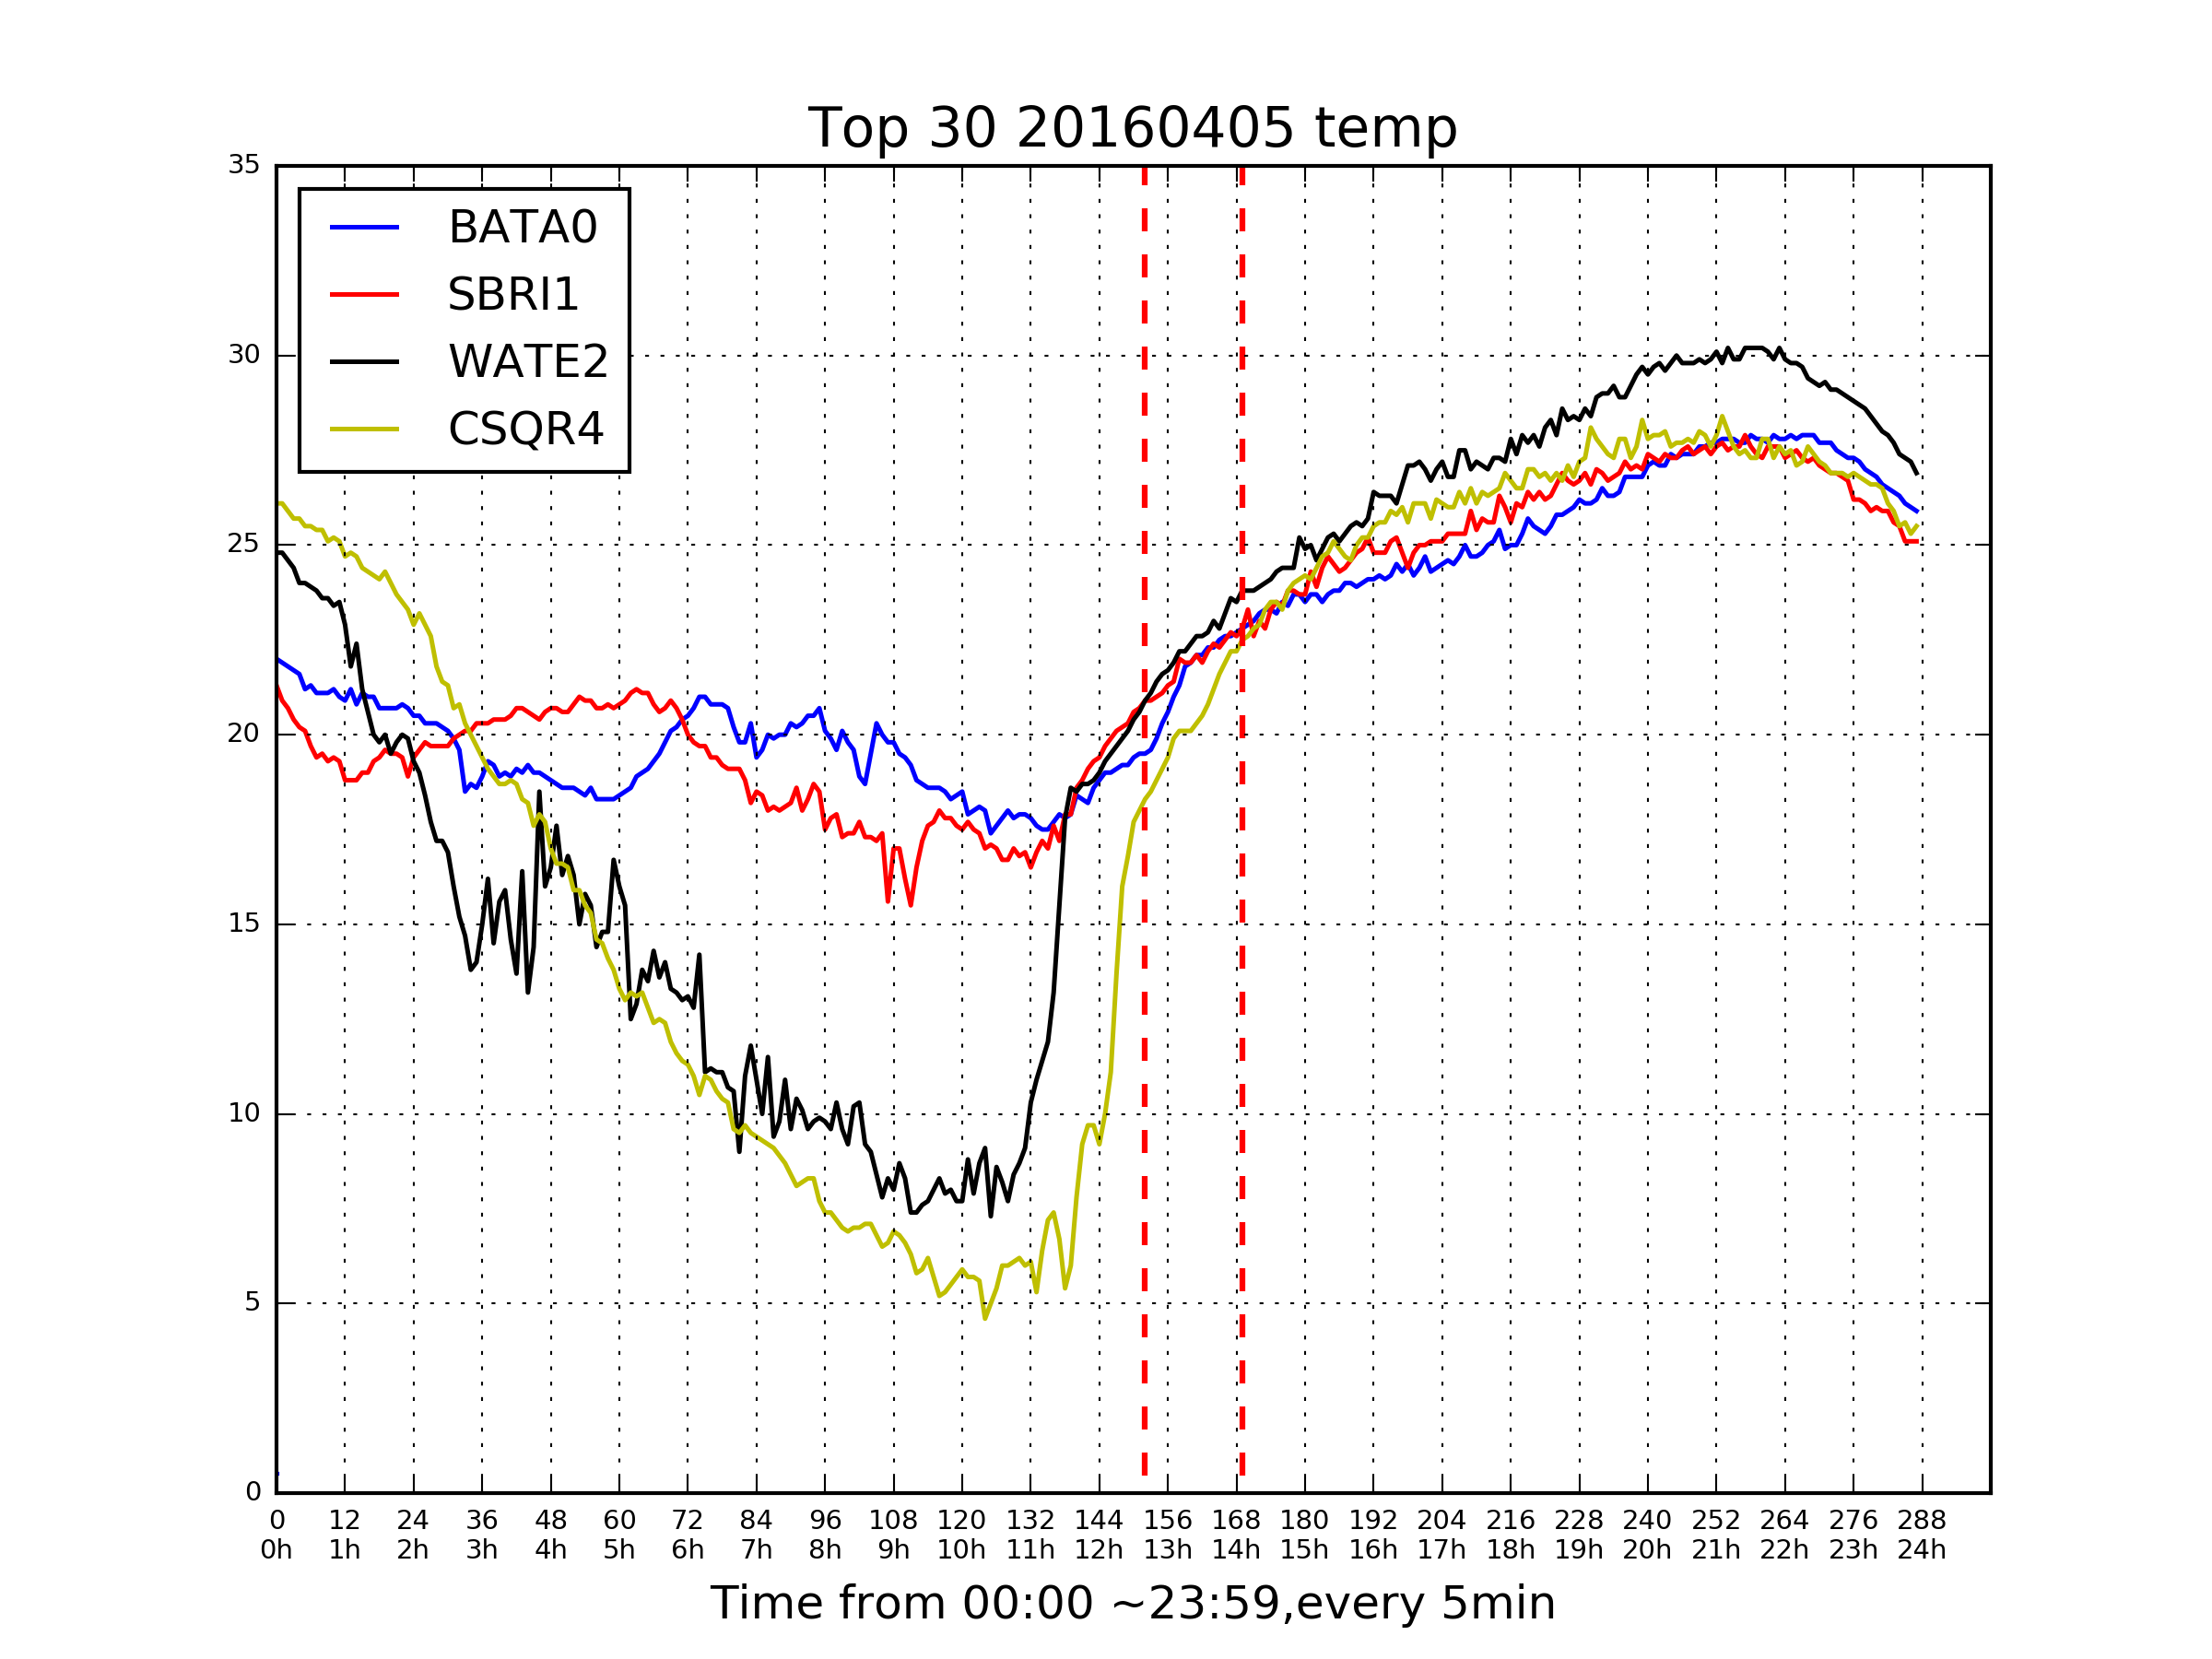 Top 30 20160405 temp
35
30
25
20
15
10
5
0
BATA0
SBRI1
WATE2
CSQR4
0 12 24 36 48 60 72 84 96 108 120 132 144 156 168 180 192 204 216 228 240 252 264 276 288
0h 1h 2h 3h 4h 5h 6h 7h 8h 9h 10h 11h 12h 13h 14h 15h 16h 17h 18h 19h 20h 21h 22h 23h 24h
Time from 00:00 ~23:59,every 5min